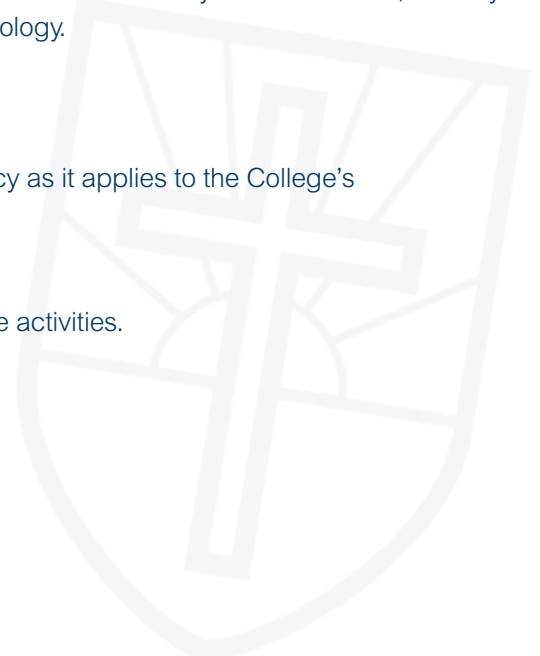 ology.
cy as it applies to the College’s
e activities.